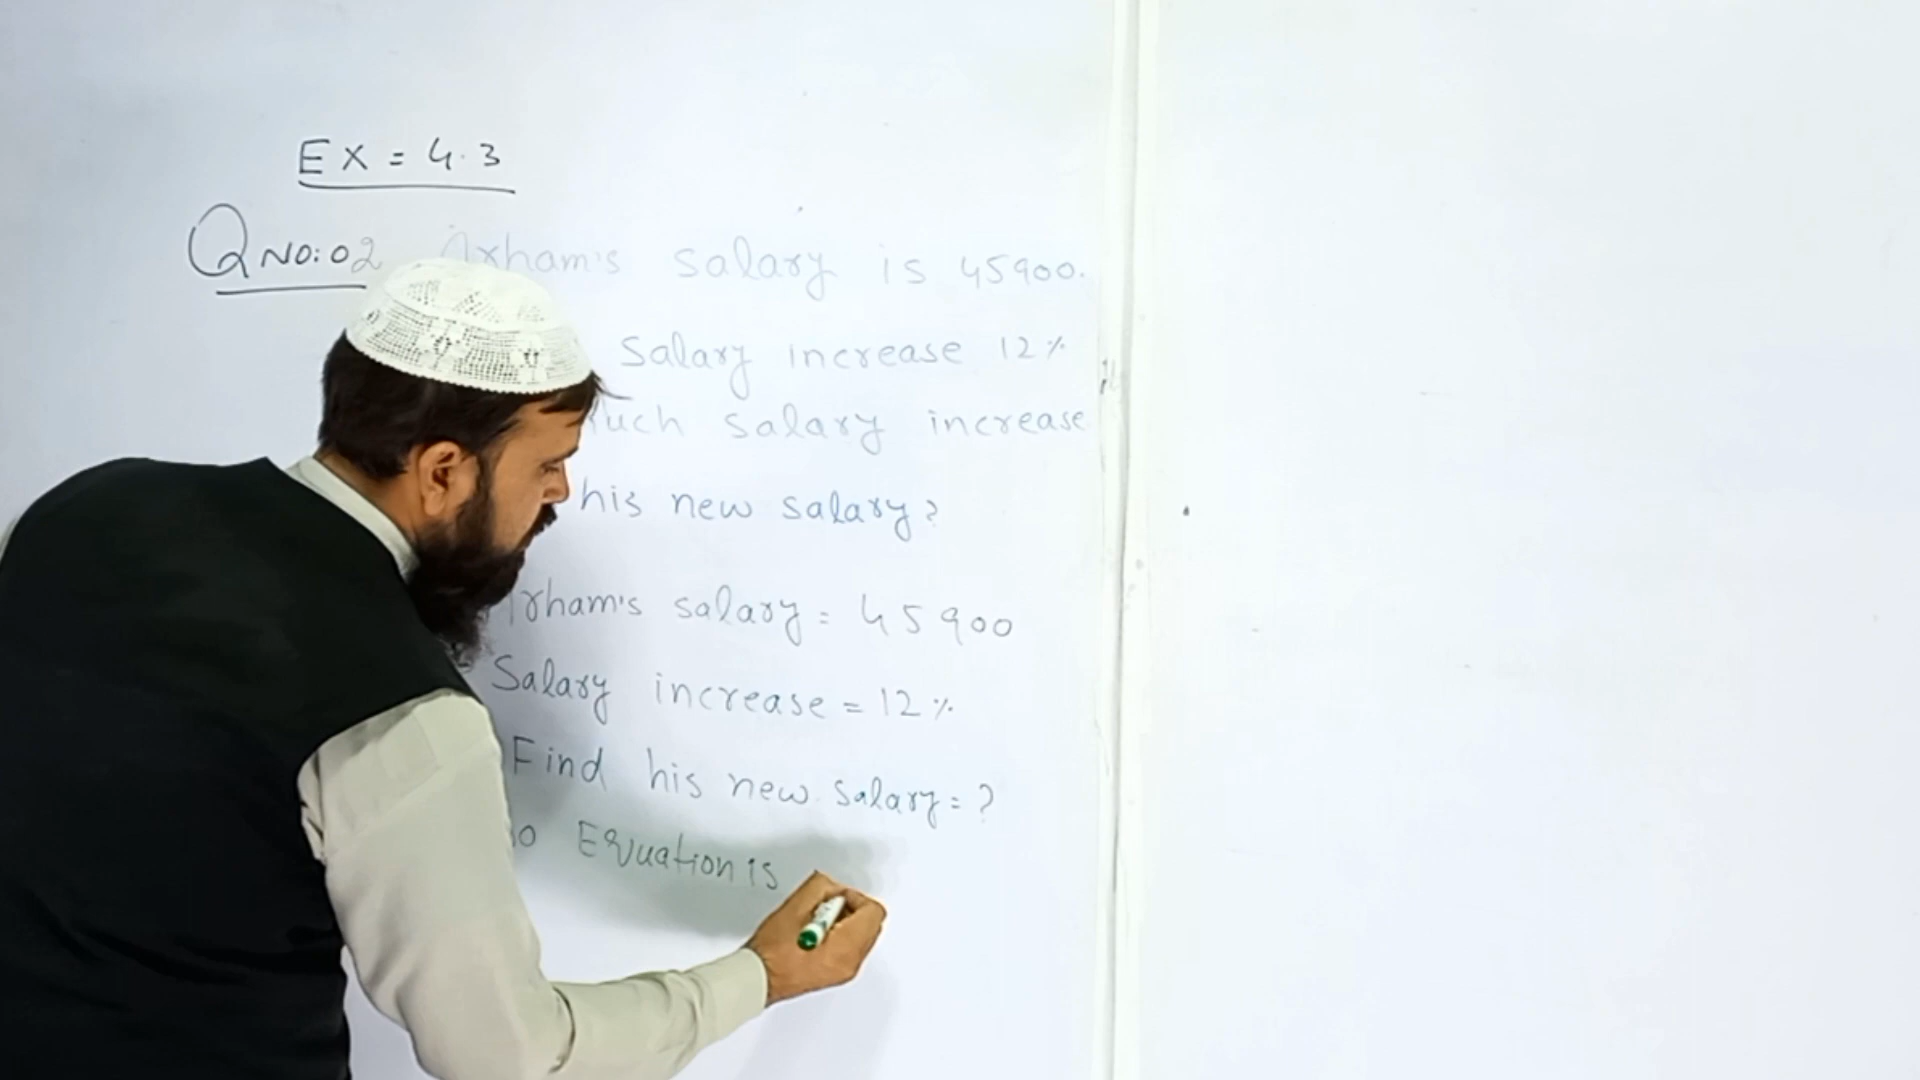 EX = 4.3
Q NO:02 Arham's salary is 45900.
Salary increase 12%
much salary increase
his new salary?
Arham's salary = 45900
Salary increase = 12%
Find his new salary = ?
So Equation is